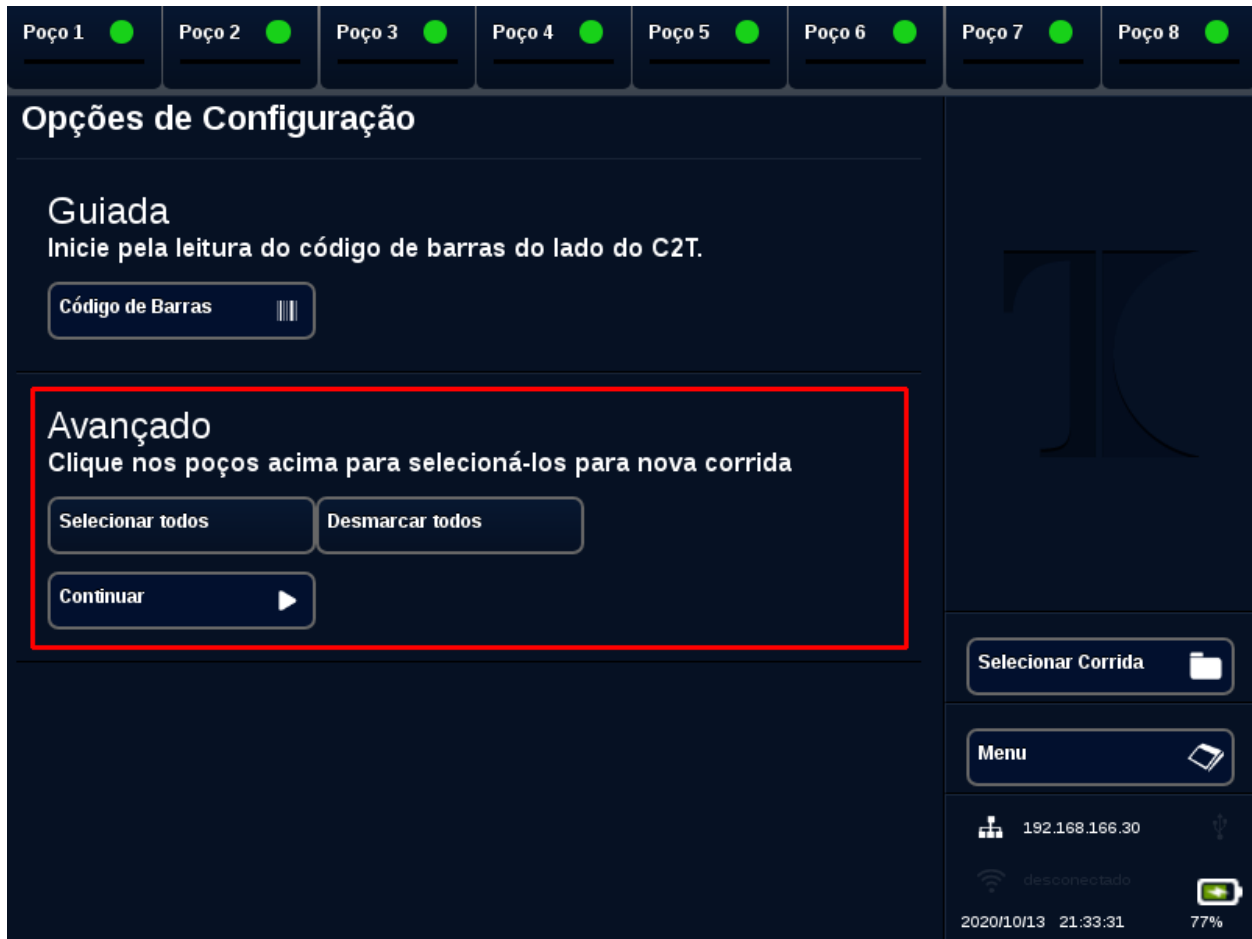 Poço 1 Poço 2 Poço 3 Poço 4 Poço 5 Poço 6 Poço 7 Poço 8
Opções de Configuração
Guiada
Inicie pela leitura do código de barras do lado do C2T.
Código de Barras
Avançado
Clique nos poços acima para selecioná-los para nova corrida
Selecionar todos Desmarcar todos
Continuar
TC
Selecionar Corrida
Menu
192.168.166.30
desconectado
2020/10/13 21:33:31 77%